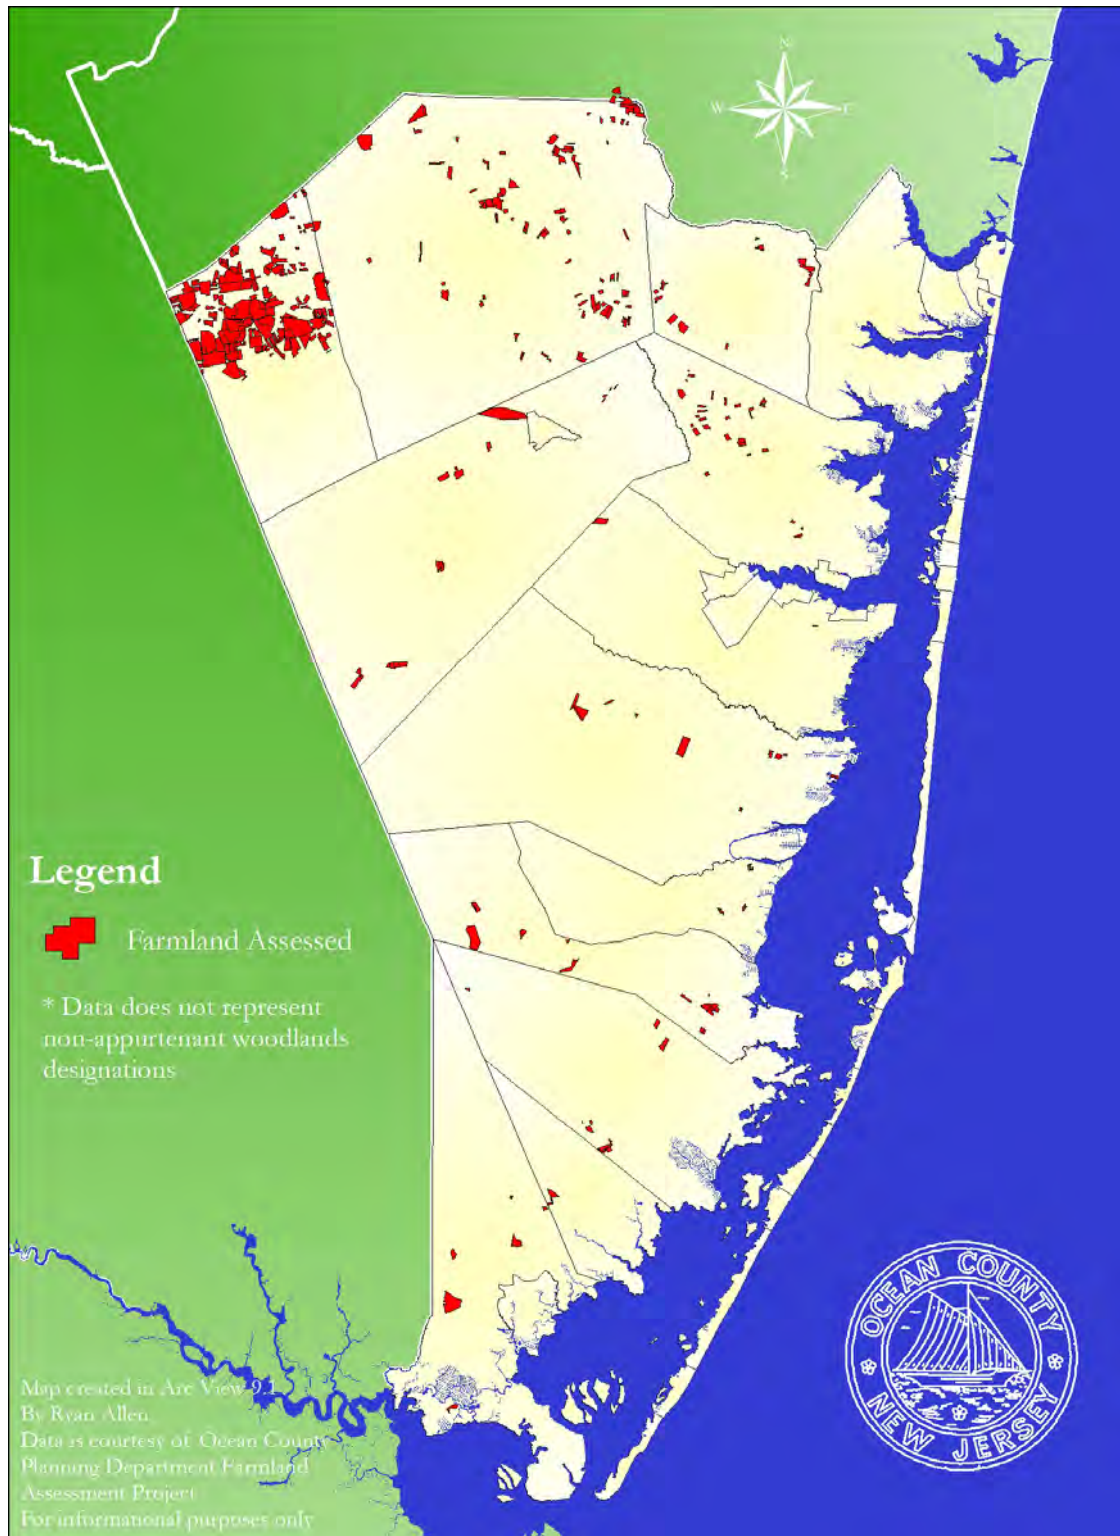 N
W
E
S
Legend
Farmland Assessed
* Data does not represent
non-appurtenant woodlands
designations
OCEAN COUNTY
NEW JERSEY
Map created in Arc View 9.
By Ryan Allen
Data is courtesy of Ocean County
Planning Department Farmland
Assessment Project
For informational purposes only